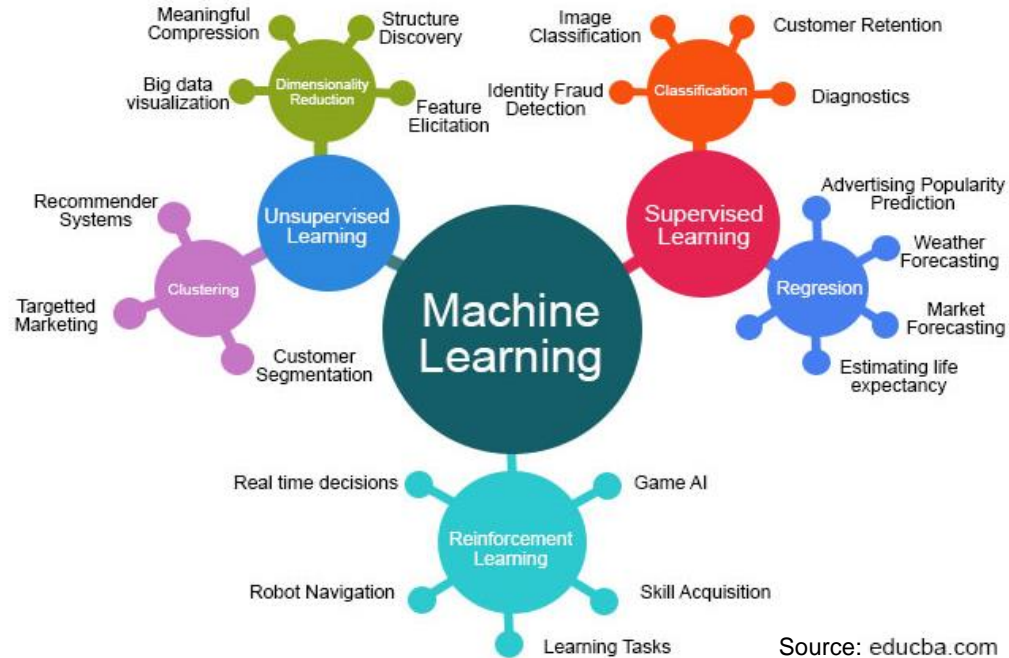 Meaningful
Compression
Structure
Discovery
Big data
visualization
Dimensionality
Reduction
Feature
Elicitation
Image
Classification
Customer Retention
Identity Fraud
Detection
Classification
Diagnostics
Recommender
Systems
Unsupervised
Learning
Clustering
Targetted
Marketing
Customer
Segmentation
Machine
Learning
Supervised
Learning
Advertising Popularity
Prediction
Weather
Forecasting
Regresion
Market
Forecasting
Estimating life
expectancy
Real time decisions
Game AI
Reinforcement
Learning
Robot Navigation
Skill Acquisition
Learning Tasks
Source: educba.com